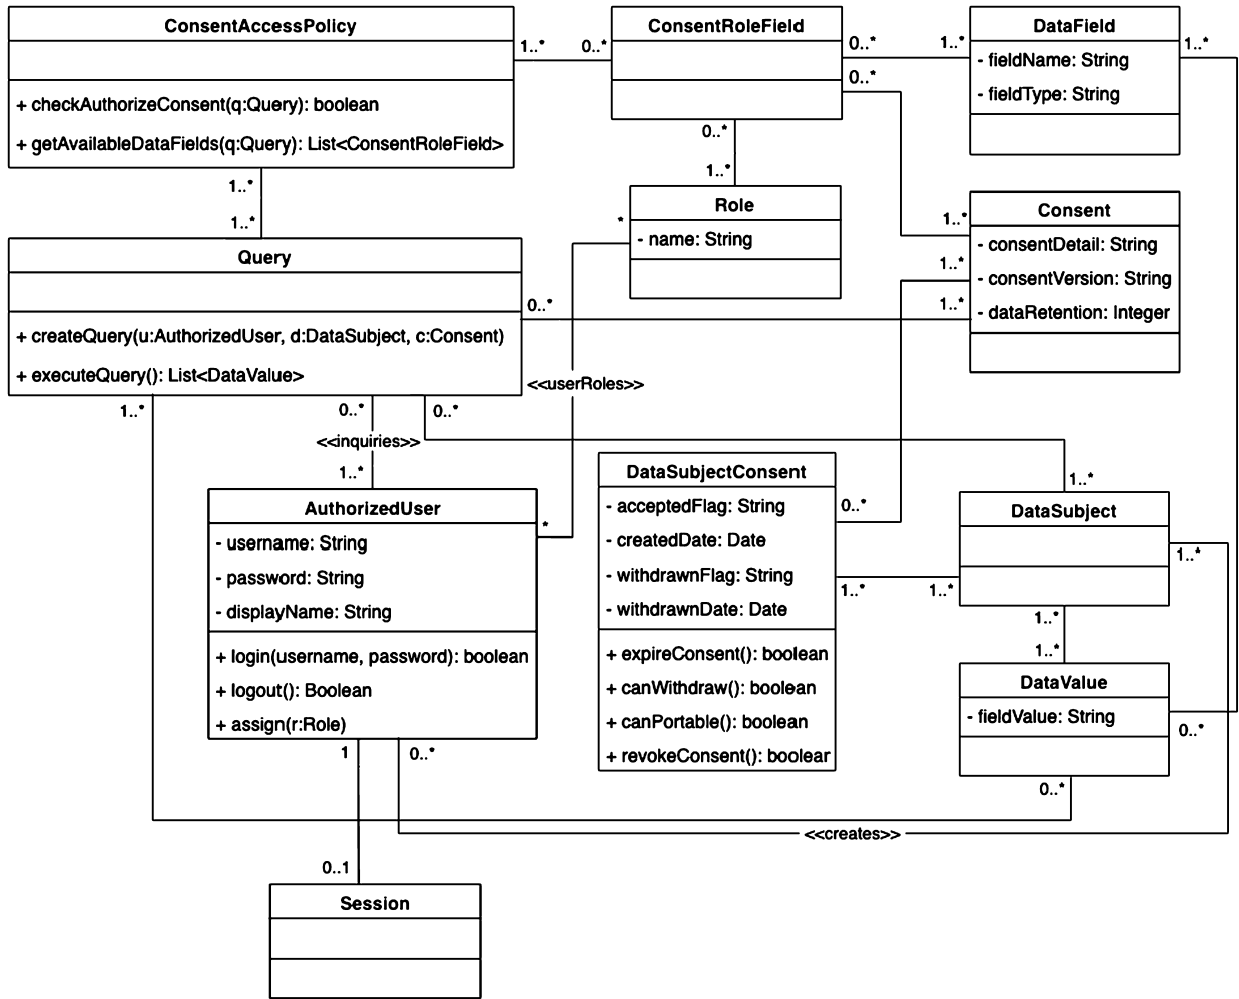 ConsentAccessPolicy
+ checkAuthorizeConsent(q:Query): boolean
+ getAvailableDataFields(q:Query): List<ConsentRoleField>
1..*
0..*
ConsentRoleField
0..*
1..*
0..*
DataField
- fieldName: String
- fieldType: String
1..*
0..*
1..*
Role
- name: String
*
1..*
1..*
Query
+ createQuery(u:AuthorizedUser, d:DataSubject, c:Consent)
+ executeQuery(): List<DataValue>
0..*
Consent
- consentDetail: String
- consentVersion: String
- dataRetention: Integer
1..*
1..*
1..*
<<userRoles>>
1..*
0..*
0..*
<<inquiries>>
1..*
AuthorizedUser
- username: String
- password: String
- displayName: String
+ login(username, password): boolean
+ logout(): Boolean
+ assign(r:Role)
*
DataSubjectConsent
- acceptedFlag: String
- createdDate: Date
- withdrawnFlag: String
- withdrawnDate: Date
+ expireConsent(): boolean
+ canWithdraw(): boolean
+ canPortable(): boolean
+ revokeConsent(): boolear
0..*
1..*
1..*
1..*
DataSubject
1..*
1..*
1..*
DataValue
- fieldValue: String
0..*
0..*
1
0..*
<<creates>>
0..1
Session